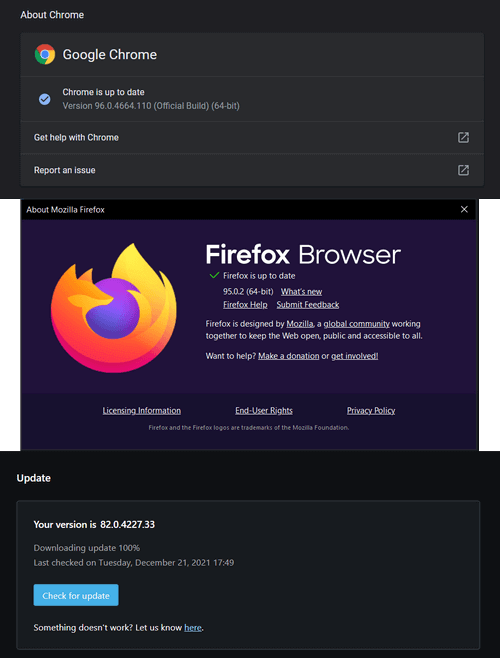 About Chrome
Google Chrome
Chrome is up to date
Version 96.0.4664.110 (Official Build) (64-bit)
Get help with Chrome
Report an issue
About Mozilla Firefox
Firefox Browser
Firefox is up to date
95.0.2 (64-bit) What's new
Firefox Help Submit Feedback
Firefox is designed by Mozilla, a global community working
together to keep the Web open, public and accessible to all.
Want to help? Make a donation or get involved!
Licensing Information End-User Rights Privacy Policy
Firefox and the Firefox logos are trademarks of the Mozilla Foundation.
Update
Your version is 82.0.4227.33
Downloading update 100%
Last checked on Tuesday, December 21, 2021 17:49
Check for update
Something doesn't work? Let us know here.